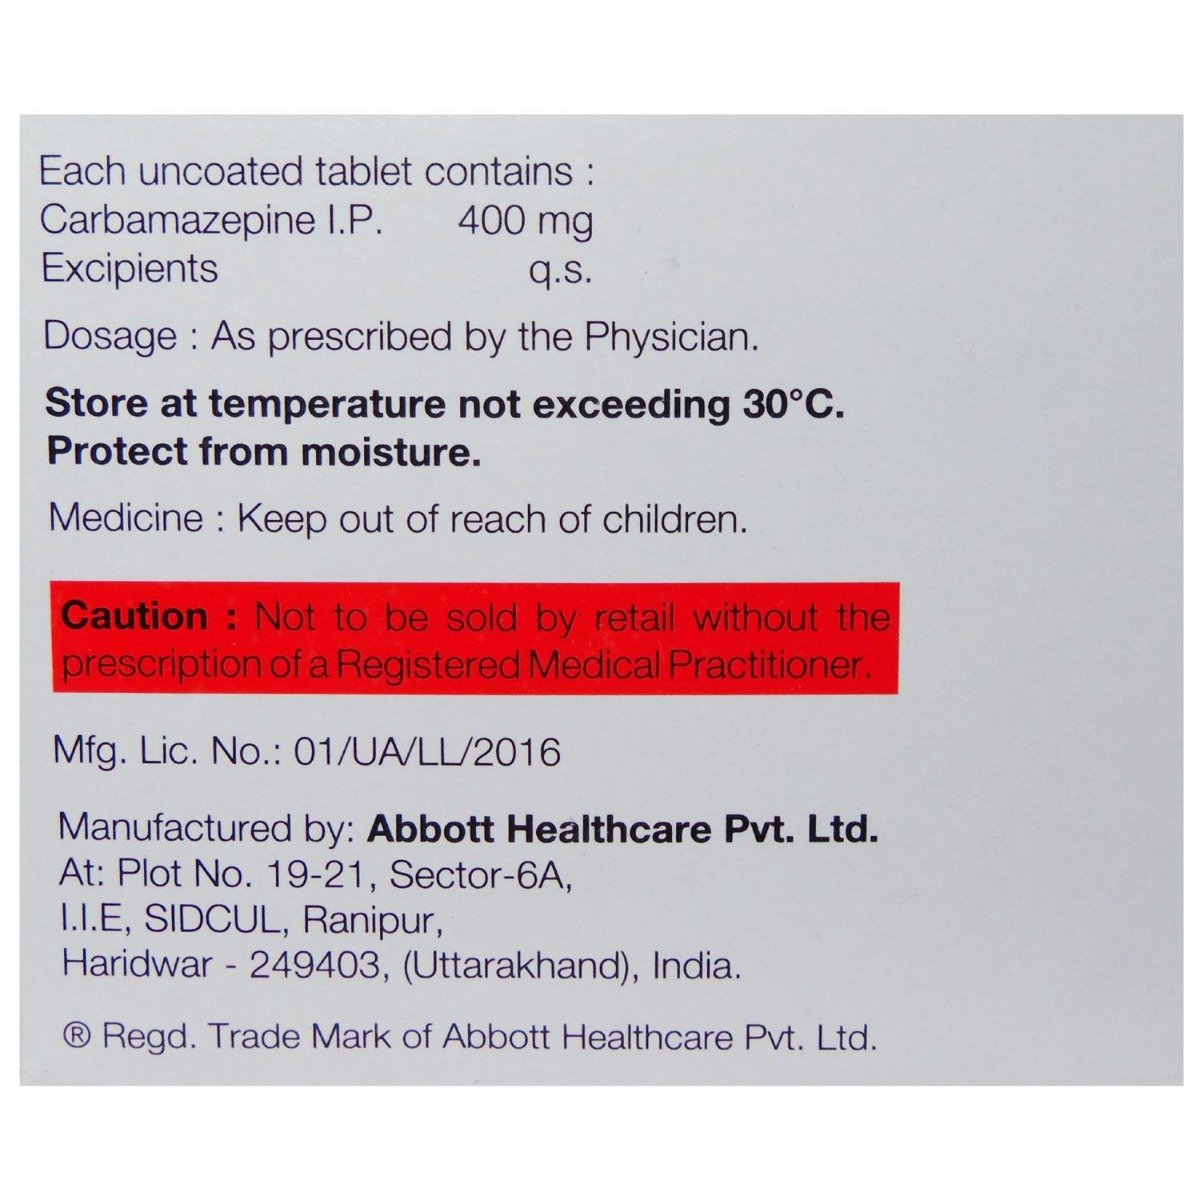 Each uncoated tablet contains :
Carbamazepine I.P. 400 mg
Excipients q.s.
Dosage : As prescribed by the Physician.
Store at temperature not exceeding 30°C.
Protect from moisture.
Medicine : Keep out of reach of children.
Caution : Not to be sold by retail without the
prescription of a Registered Medical Practitioner.
Mfg. Lic. No.: 01/UA/LL/2016
Manufactured by: Abbott Healthcare Pvt. Ltd.
At: Plot No. 19-21, Sector-6A,
I.I.E, SIDCUL, Ranipur,
Haridwar - 249403, (Uttarakhand), India.
® Regd. Trade Mark of Abbott Healthcare Pvt. Ltd.